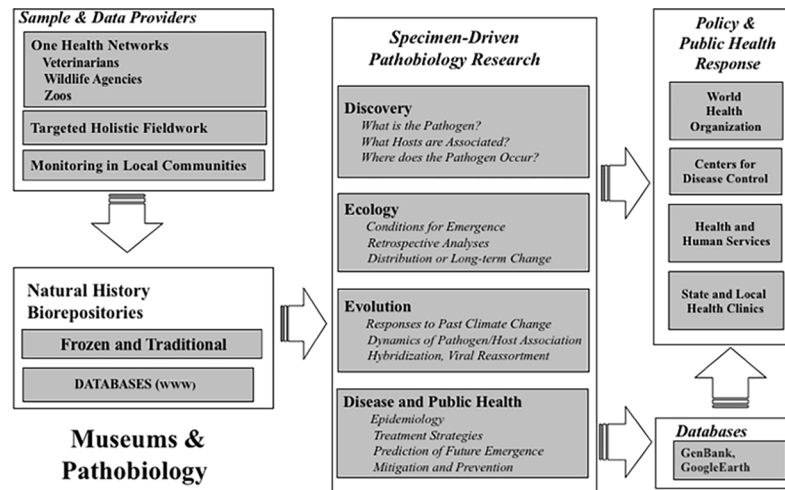 Sample & Data Providers
One Health Networks
Veterinarians
Wildlife Agencies
Zoos
Targeted Holistic Fieldwork
Monitoring in Local Communities
Natural History
Biorepositories
Frozen and Traditional
DATABASES (WWW)
Museums &
Pathobiology
Specimen-Driven
Pathobiology Research
Discovery
What is the Pathogen?
What Hosts are Associated?
Where does the Pathogen Occur?
Ecology
Conditions for Emergence
Retrospective Analyses
Distribution or Long-term Change
Evolution
Responses to Past Climate Change
Dynamics of Pathogen/Host Association
Hybridization, Viral Reassortment
Disease and Public Health
Epidemiology
Treatment Strategies
Prediction of Future Emergence
Mitigation and Prevention
Policy &
Public Health
Response
World
Health
Organization
Centers for
Disease Control
Health and
Human Services
State and Local
Health Clinics
Databases
GenBank,
GoogleEarth